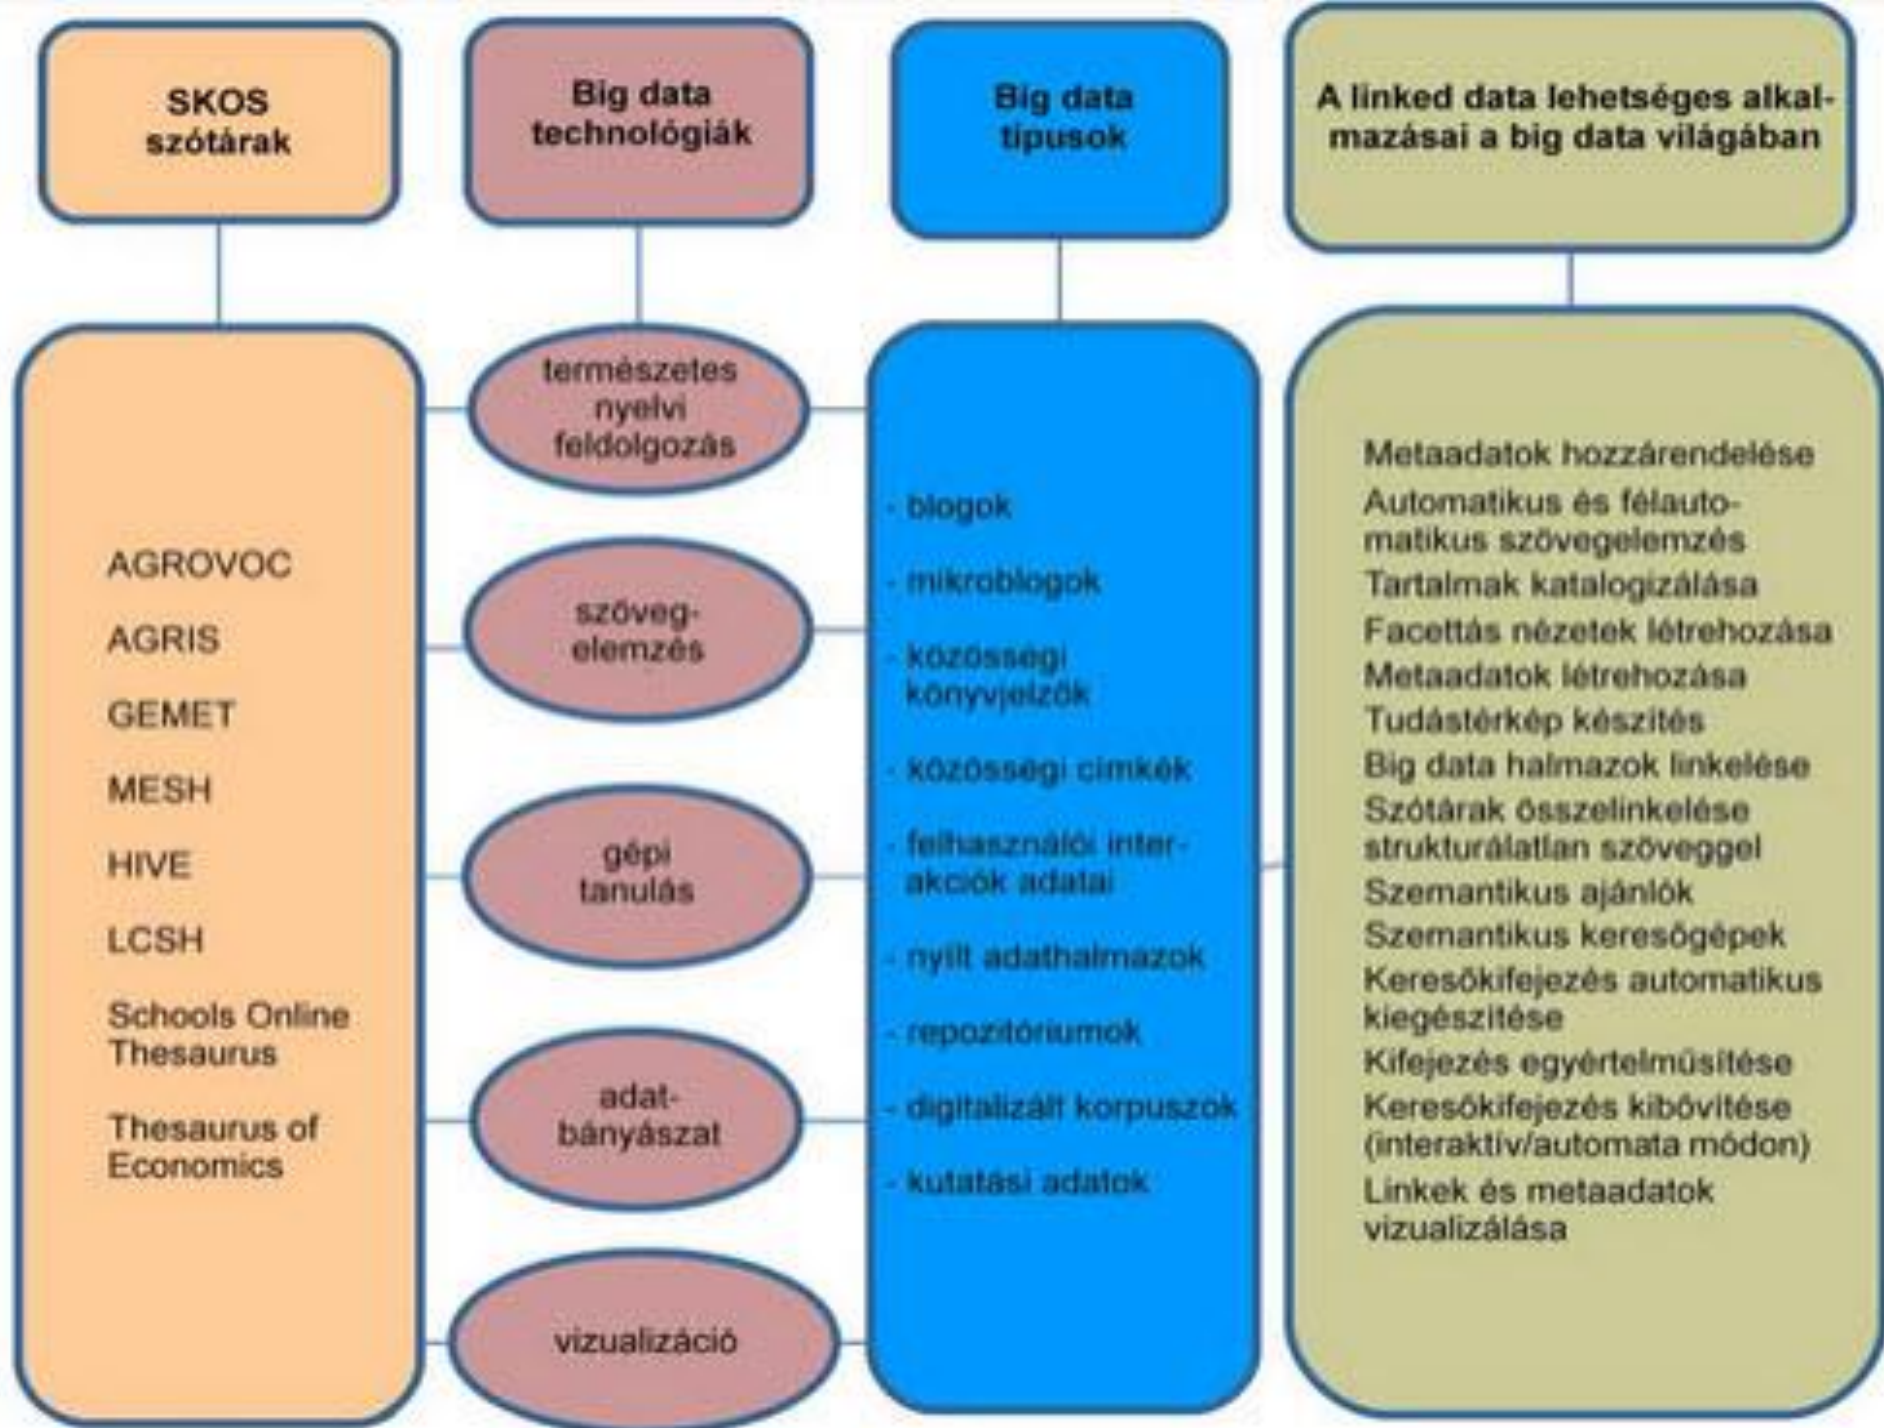 SKOS
szótárak
Big data
technológiák
Big data
típusok
A linked data lehetséges alkal-
mazásai a big data világában
AGROVOC
AGRIS
GEMET
MESH
HIVE
LCSH
Schools Online
Thesaurus
Thesaurus of
Economics
természetes
nyelvi
feldolgozás
szöveg-
elemzés
gépi
tanulás
adat-
bányászat
vizualizáció
- blogok
- mikroblogok
- közösségi
könyvjelzők
- közösségi címkék
- felhasználói inter-
akciók adatai
- nyílt adathalmazok
- repozitóriumok
- digitalizált korpuszok
- kutatási adatok
Metaadatok hozzárendelése
Automatikus és félauto-
matikus szövegelemzés
Tartalmak katalogizálása
Facettás nézetek létrehozása
Metaadatok létrehozása
Tudástérkép készítés
Big data halmazok linkelése
Szótárak összelinkelése
strukturálatlan szöveggel
Szemantikus ajánlók
Szemantikus keresőgépek
Keresőkifejezés automatikus
kiegészítése
Kifejezés egyértelműsítése
Keresőkifejezés kibővítése
(interaktív/automata módon)
Linkek és metaadatok
vizualizálása